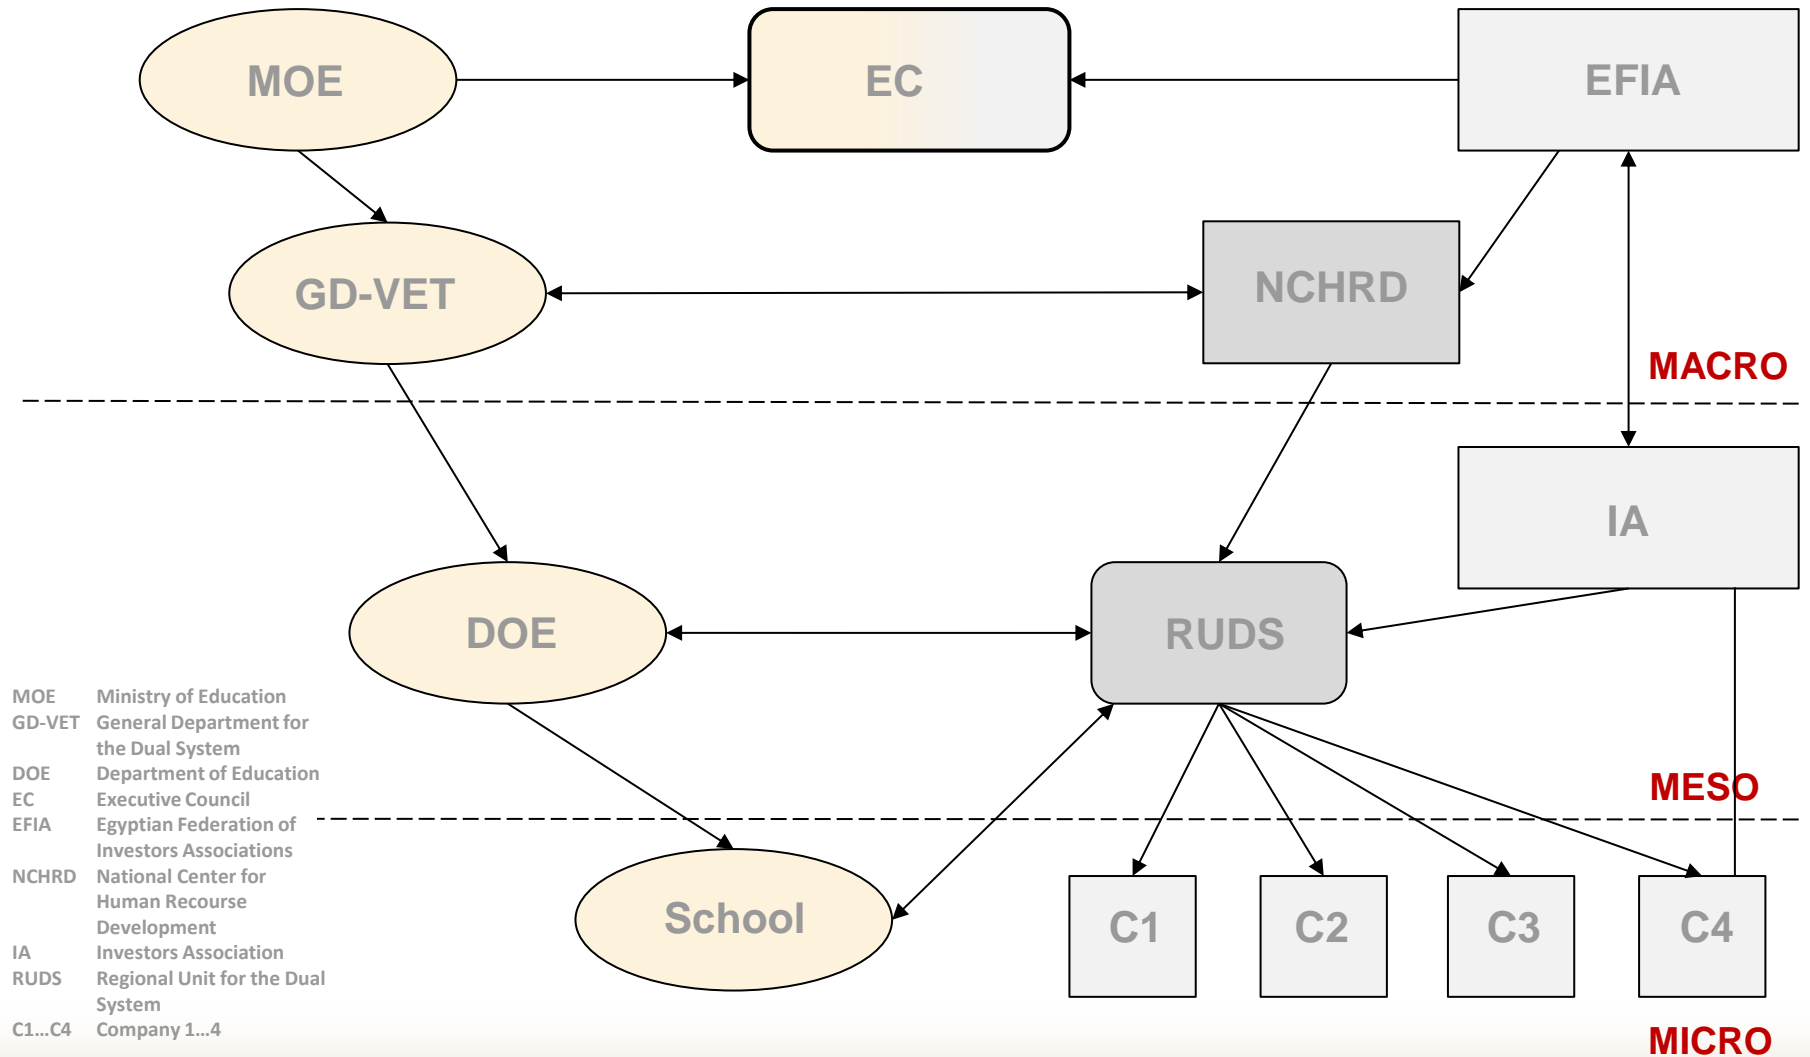 MOE
EC
EFIA
GD-VET
NCHRD
MACRO
IA
DOE
RUDS
MESO
School
C1
C2
C3
C4
MICRO
MOE Ministry of Education
GD-VET General Department for
the Dual System
DOE Department of Education
EC Executive Council
EFIA Egyptian Federation of
Investors Associations
NCHRD National Center for
Human Recourse
Development
IA Investors Association
RUDS Regional Unit for the Dual
System
C1...C4 Company 1...4